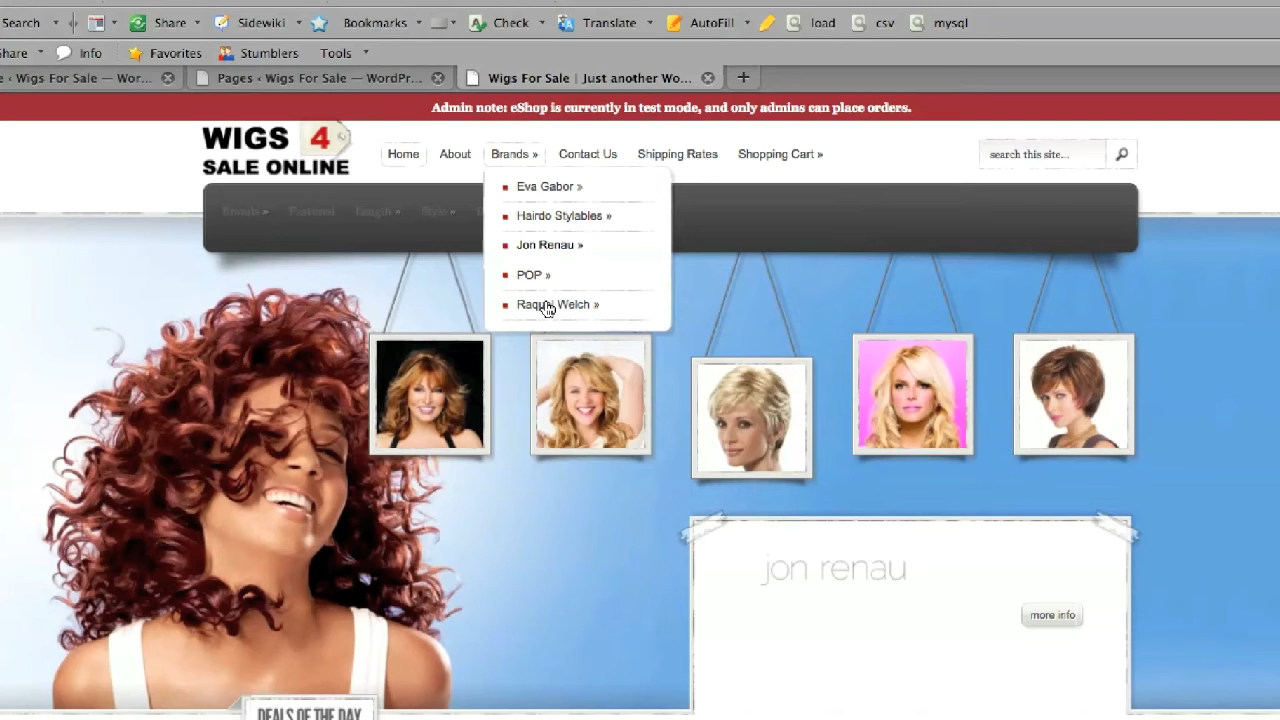 Search Share Sidewiki Bookmarks Check Translate AutoFill load csv mysql
Share Info Favorites Stumblers Tools
e ‹ Wigs For Sale — Wor... Pages ‹ Wigs For Sale — WordPr... Wigs For Sale | Just another Wo...
Admin note: eShop is currently in test mode, and only admins can place orders.
WIGS 4
SALE ONLINE
Home About Brands » Contact Us Shipping Rates Shopping Cart » search this site...
Eva Gabor »
Hairdo Stylables »
Jon Renau »
POP »
Raquel Welch »
Brands » Featured Length » Style »
jon renau
more info
DEALS OF THE DAY